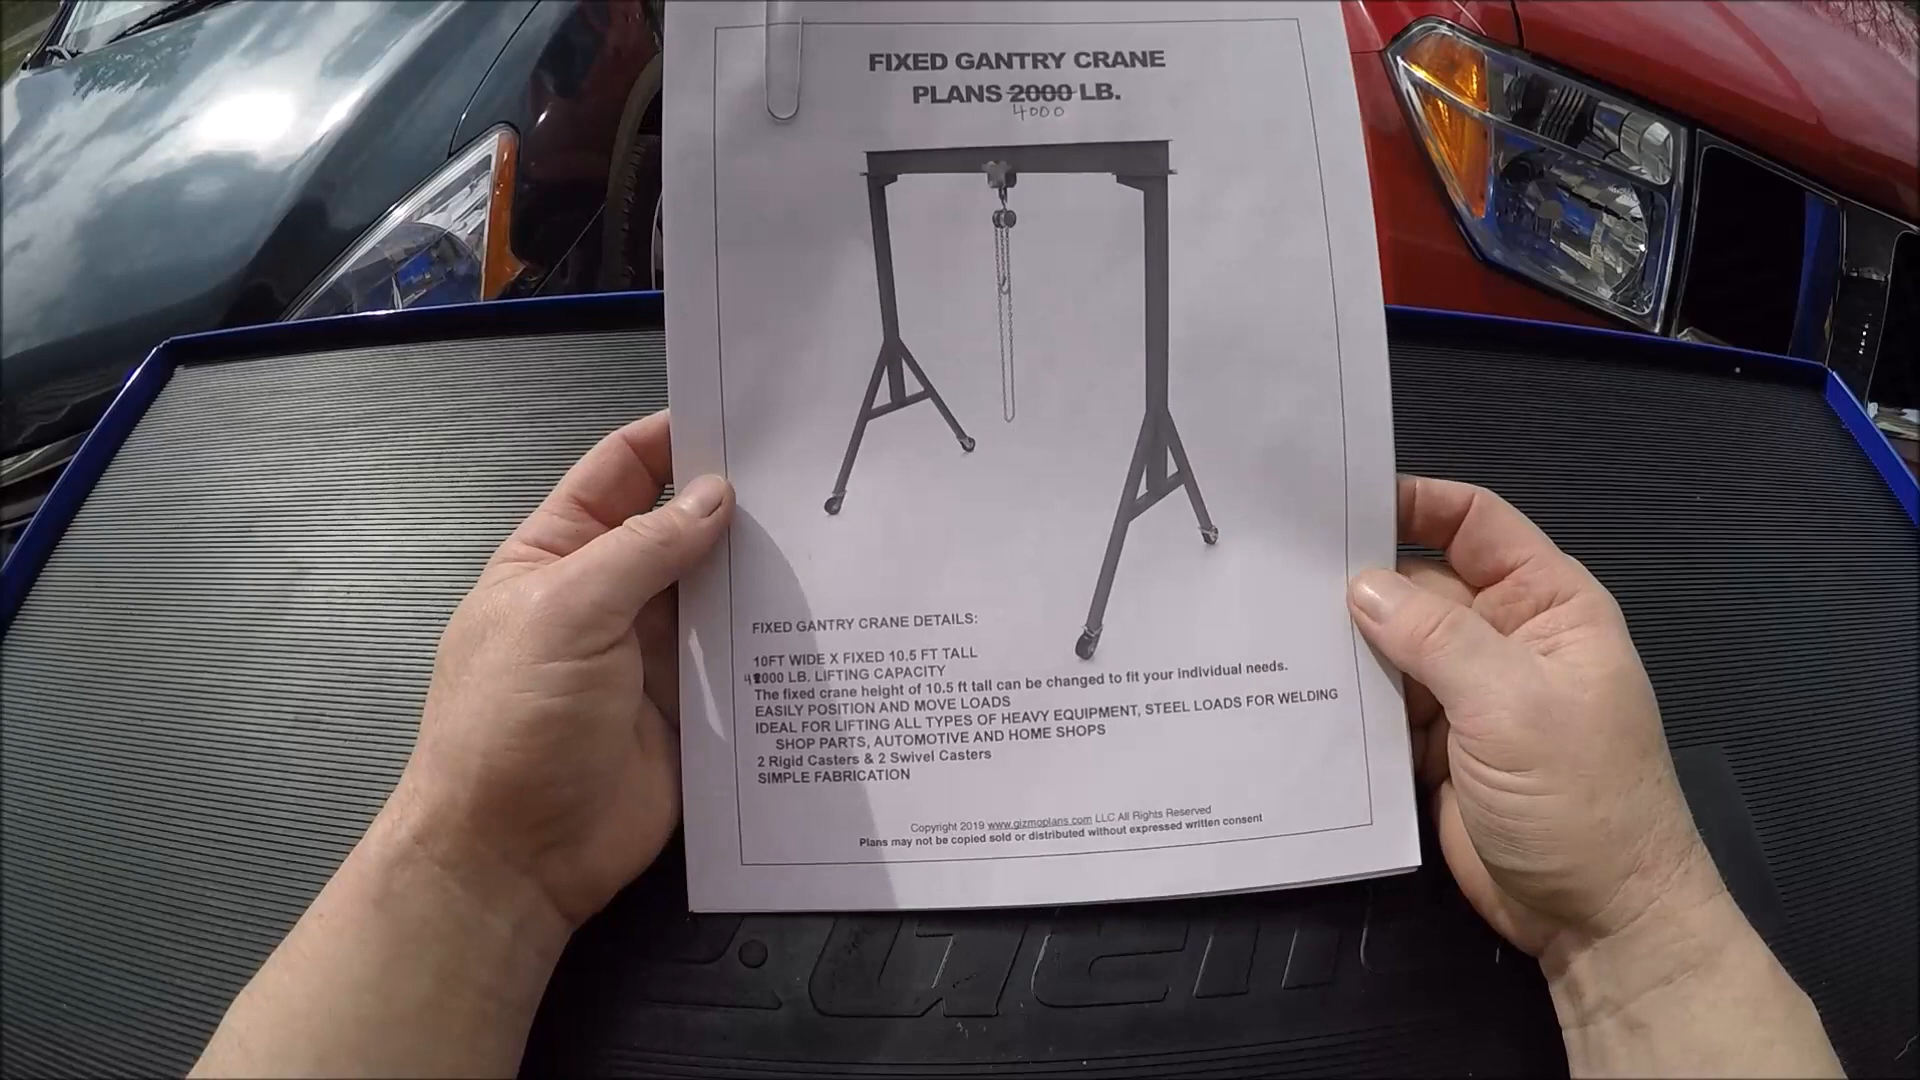 FIXED GANTRY CRANE
PLANS 2000 LB.
4000
FIXED GANTRY CRANE DETAILS:
10FT WIDE X FIXED 10.5 FT TALL
4000 LB. LIFTING CAPACITY
The fixed crane height of 10.5 ft tall can be changed to fit your individual needs.
EASILY POSITION AND MOVE LOADS
IDEAL FOR LIFTING ALL TYPES OF HEAVY EQUIPMENT, STEEL LOADS FOR WELDING
SHOP PARTS, AUTOMOTIVE AND HOME SHOPS
2 Rigid Casters & 2 Swivel Casters
SIMPLE FABRICATION
Copyright 2019 www.gizmoplans.com LLC All Rights Reserved
Plans may not be copied sold or distributed without expressed written consent